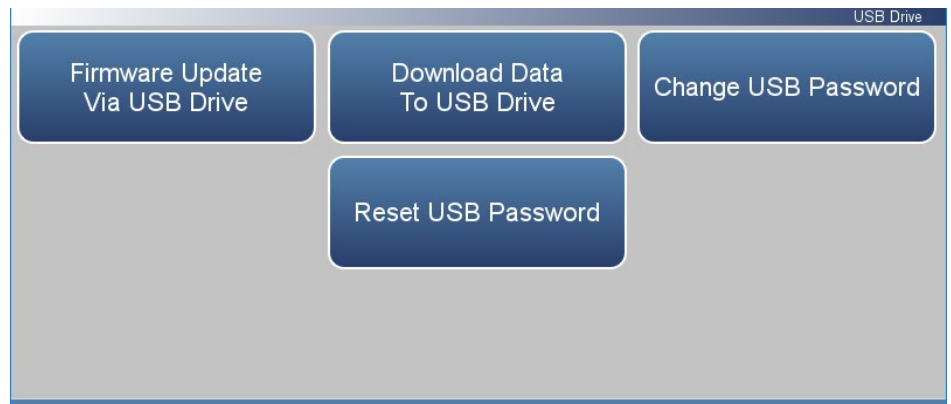 USB Drive
Firmware Update
Via USB Drive
Download Data
To USB Drive
Change USB Password
Reset USB Password